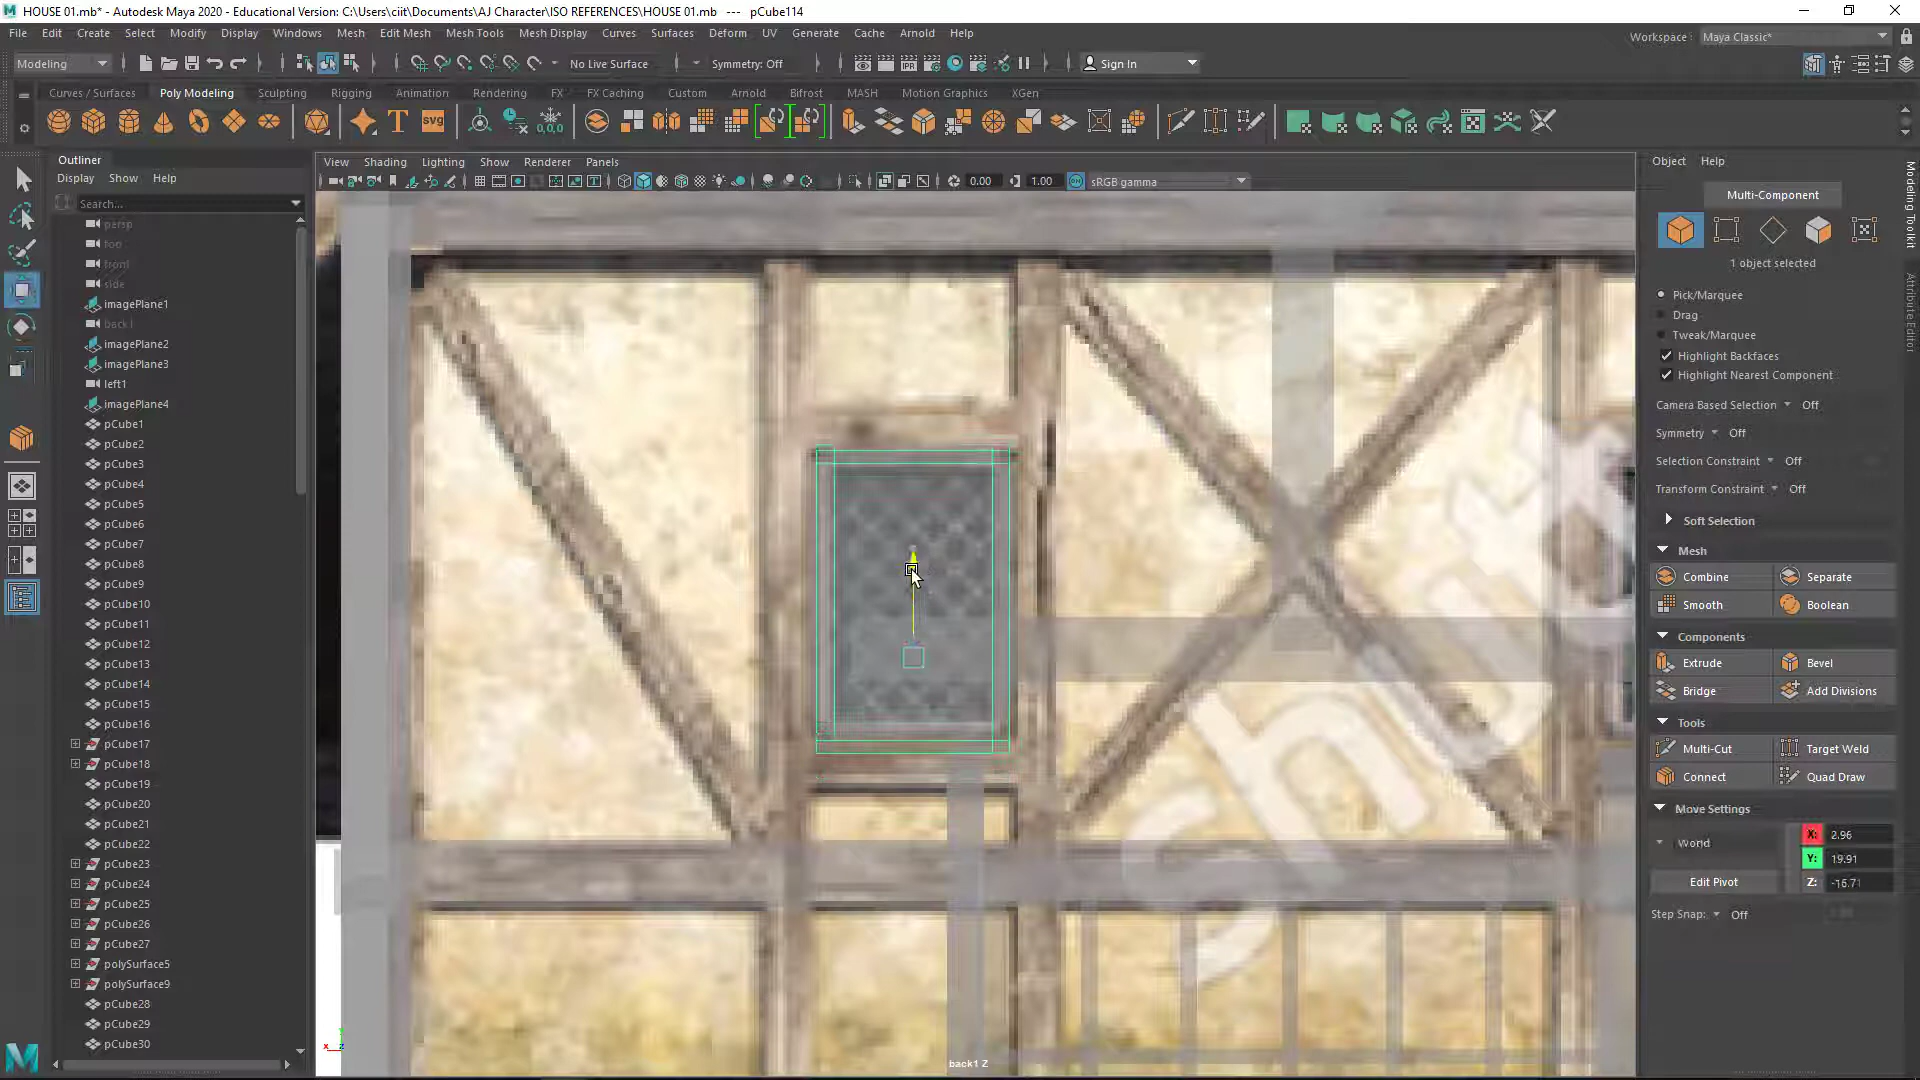 HOUSE 01.mb* - Autodesk Maya 2020 - Educational Version: C:\Users\ciit\Documents\AJ Character\ISO REFERENCES\HOUSE 01.mb   ---   pCube114
File Edit Create Select Modify Display Windows Mesh Edit Mesh Mesh Tools Mesh Display Curves Surfaces Deform UV Generate Cache Arnold Help
Workspace : Maya Classic*
Modeling No Live Surface Symmetry: Off Sign In
Curves / Surfaces Poly Modeling Sculpting Rigging Animation Rendering FX FX Caching Custom Arnold Bifrost MASH Motion Graphics XGen
Outliner
Display Show Help
Search...
persp
top
front
side
imagePlane1
back1
imagePlane2
imagePlane3
left1
imagePlane4
pCube1
pCube2
pCube3
pCube4
pCube5
pCube6
pCube7
pCube8
pCube9
pCube10
pCube11
pCube12
pCube13
pCube14
pCube15
pCube16
pCube17
pCube18
pCube19
pCube20
pCube21
pCube22
pCube23
pCube24
pCube25
pCube26
pCube27
polySurface5
polySurface9
pCube28
pCube29
pCube30
View Shading Lighting Show Renderer Panels
0.00 1.00 sRGB gamma
shut
back1 Z
Object Help
Multi-Component
1 object selected
Pick/Marquee
Drag
Tweak/Marquee
Highlight Backfaces
Highlight Nearest Component
Camera Based Selection Off
Symmetry Off
Selection Constraint Off
Transform Constraint Off
Soft Selection
Mesh
Combine Separate
Smooth Boolean
Components
Extrude Bevel
Bridge Add Divisions
Tools
Multi-Cut Target Weld
Connect Quad Draw
Move Settings
World X: 2.96
Y: 19.91
Edit Pivot Z: -16.71
Step Snap: Off
Modeling Toolkit
Attribute Editor